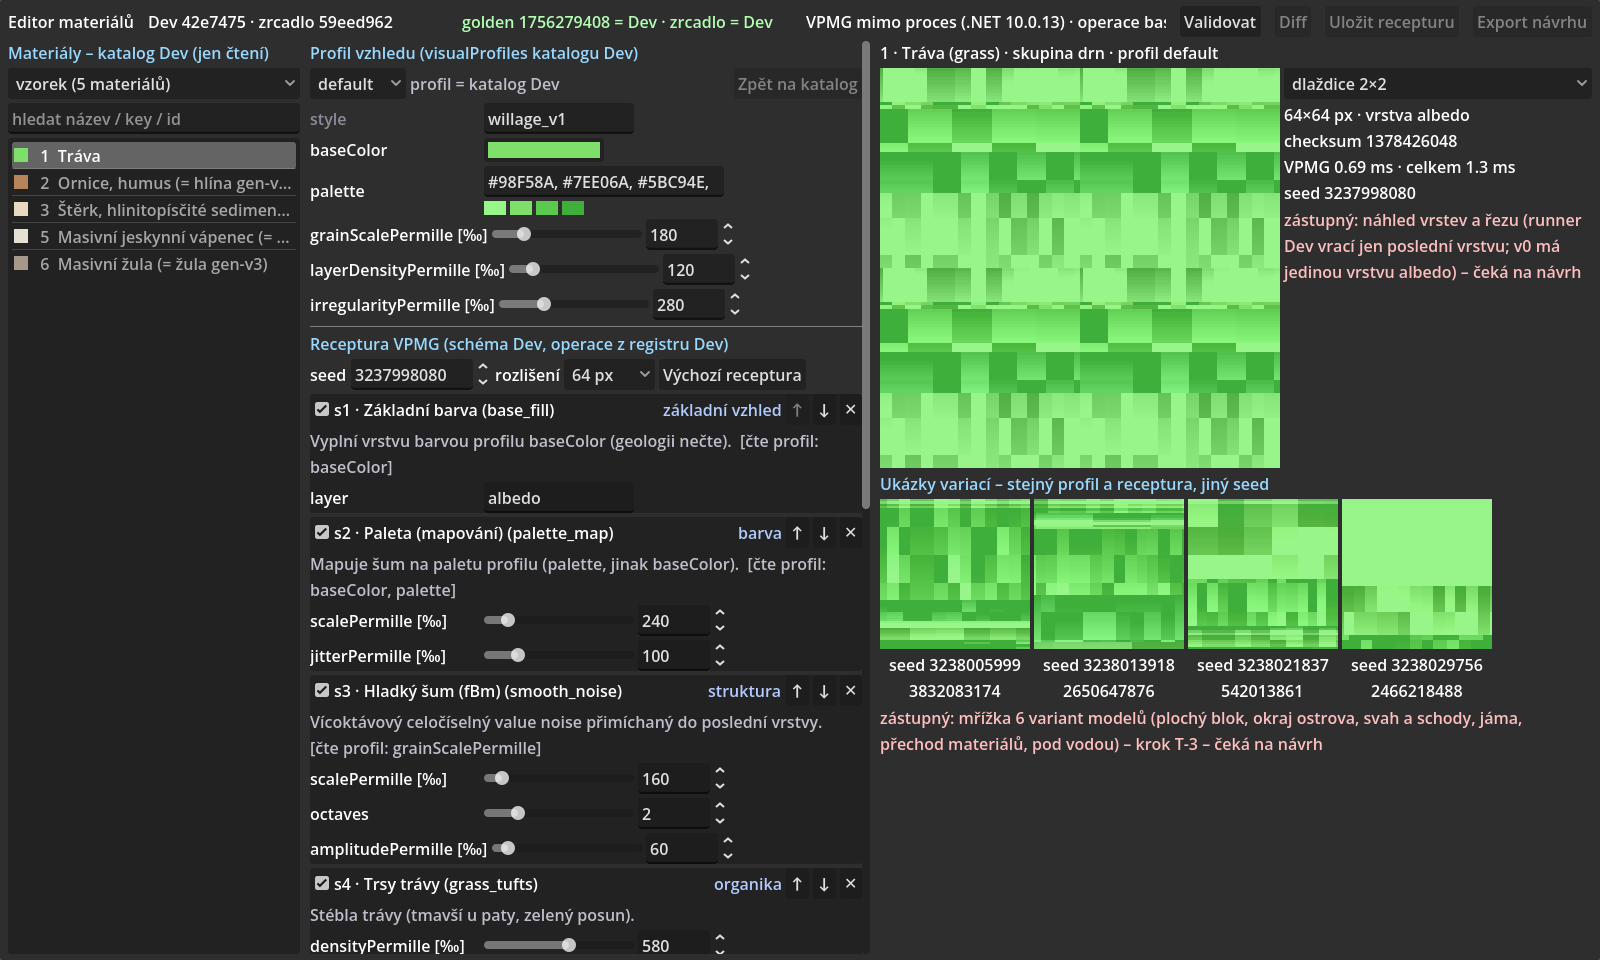 Editor materiálů Dev 42e7475 · zrcadlo 59eed962 golden 1756279408 = Dev · zrcadlo = Dev VPMG mimo proces (.NET 10.0.13) · operace Validovat Diff Uložit recepturu Export návrhu
Materiály – katalog Dev (jen čtení)
vzorek (5 materiálů)
hledat název / key / id
1 Tráva
2 Ornice, humus (= hlína gen-v...
3 Štěrk, hlinitopísčité sedimen...
5 Masivní jeskynní vápenec (= ...
6 Masivní žula (= žula gen-v3)
Profil vzhledu (visualProfiles katalogu Dev)
default profil = katalog Dev Zpět na katalog
style willage_v1
baseColor
palette #98F58A, #7EE06A, #5BC94E,
grainScalePermille [‰] 180
layerDensityPermille [‰] 120
irregularityPermille [‰] 280
Receptura VPMG (schéma Dev, operace z registru Dev)
seed 3237998080 rozlišení 64 px Výchozí receptura
s1 · Základní barva (base_fill) základní vzhled ↑ ↓ ✕
Vyplní vrstvu barvou profilu baseColor (geologii nečte). [čte profil:
baseColor]
layer albedo
s2 · Paleta (mapování) (palette_map) barva ↑ ↓ ✕
Mapuje šum na paletu profilu (palette, jinak baseColor). [čte profil:
baseColor, palette]
scalePermille [‰] 240
jitterPermille [‰] 100
s3 · Hladký šum (fBm) (smooth_noise) struktura ↑ ↓ ✕
Vícoktávový celočíselný value noise přimíchaný do poslední vrstvy.
[čte profil: grainScalePermille]
scalePermille [‰] 160
octaves 2
amplitudePermille [‰] 60
s4 · Trsy trávy (grass_tufts) organika ↑ ↓ ✕
Stébla trávy (tmavší u paty, zelený posun).
densityPermille [‰] 580
1 · Tráva (grass) · skupina drn · profil default
dlaždice 2×2
64×64 px · vrstva albedo
checksum 1378426048
VPMG 0.69 ms · celkem 1.3 ms
seed 3237998080
zástupný: náhled vrstev a řezu (runner
Dev vrací jen poslední vrstvu; v0 má
jedinou vrstvu albedo) – čeká na návrh
Ukázky variací – stejný profil a receptura, jiný seed
seed 3238005999 seed 3238013918 seed 3238021837 seed 3238029756
3832083174 2650647876 542013861 2466218488
zástupný: mřížka 6 variant modelů (plochý blok, okraj ostrova, svah a schody, jáma,
přechod materiálů, pod vodou) – krok T-3 – čeká na návrh